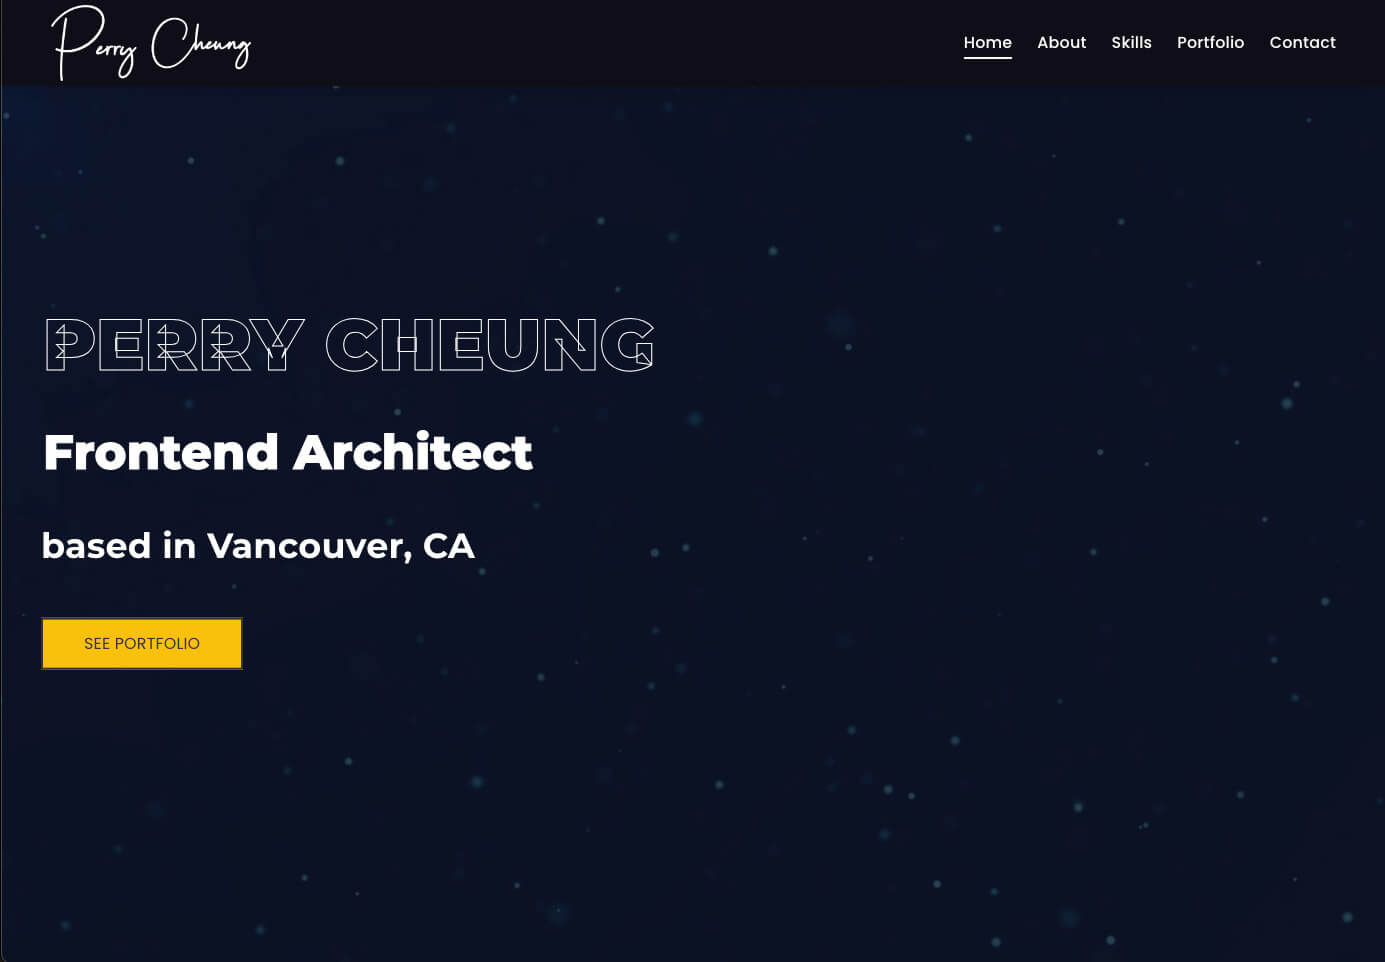 Perry Cheung
Home About Skills Portfolio Contact
PERRY CHEUNG
Frontend Architect
based in Vancouver, CA
SEE PORTFOLIO